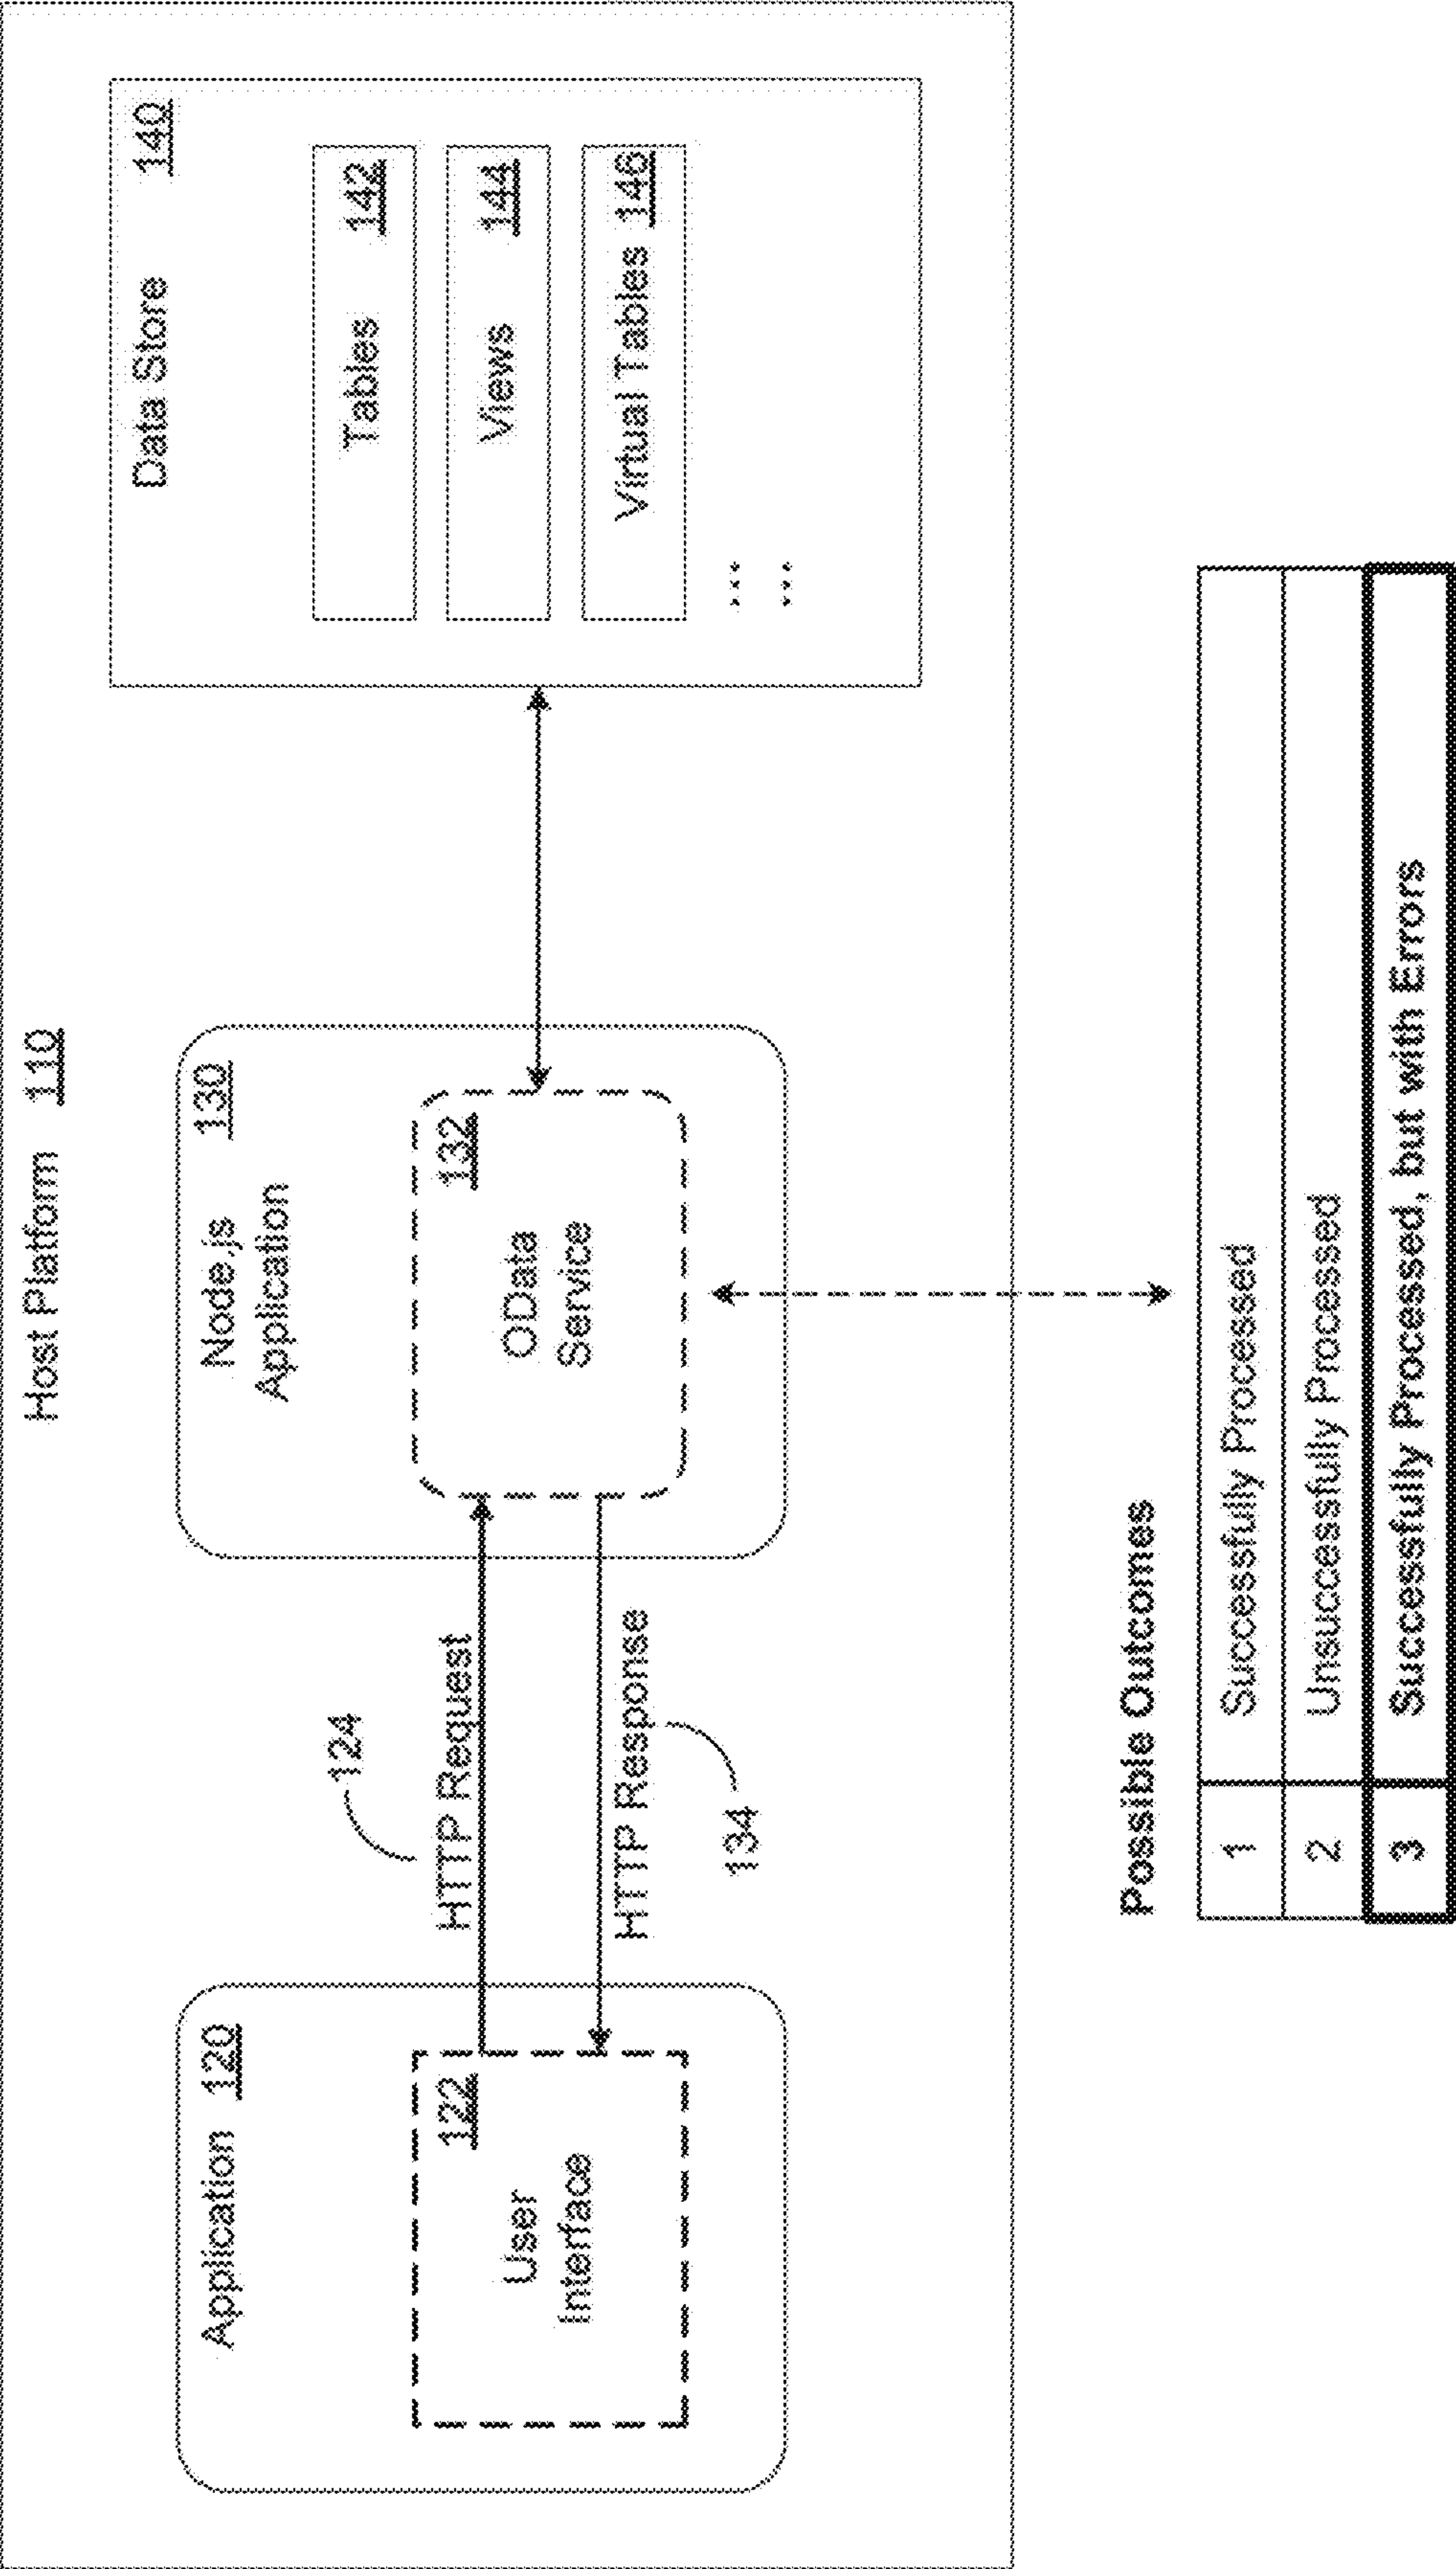 Host Platform 110
Application 120
122
User
Interface
124
HTTP Request
HTTP Response
134
Node.js 130
Application
132
OData
Service
Data Store 140
Tables 142
Views 144
Virtual Tables 146
...
...
Possible Outcomes
1 Successfully Processed
2 Unsuccessfully Processed
3 Successfully Processed, but with Errors